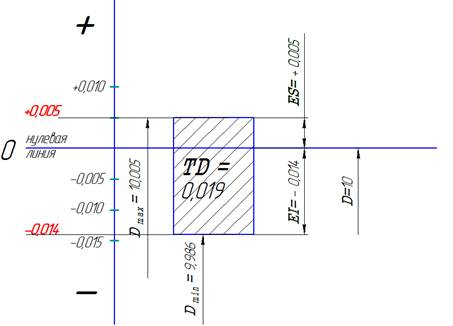 +
+0,010
+0,005
0
нулевая
линия
-0,005
-0,010
-0,014
-0,015
−
TD =
0,019
D max = 10,005
D min = 9,986
ES= + 0,005
EI= - 0,014
D=10